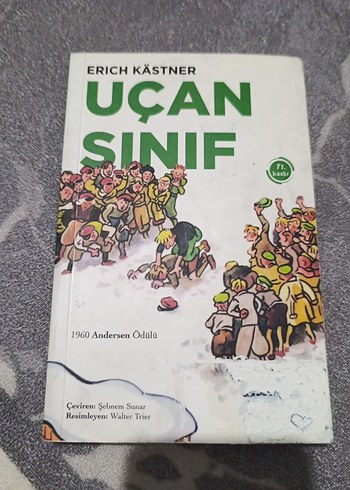 ERICH KÄSTNER
UÇAN
SINIF
71.
baskı
1960 Andersen Ödülü
Çeviren: Şebnem Sunar
Resimleyen: Walter Trier